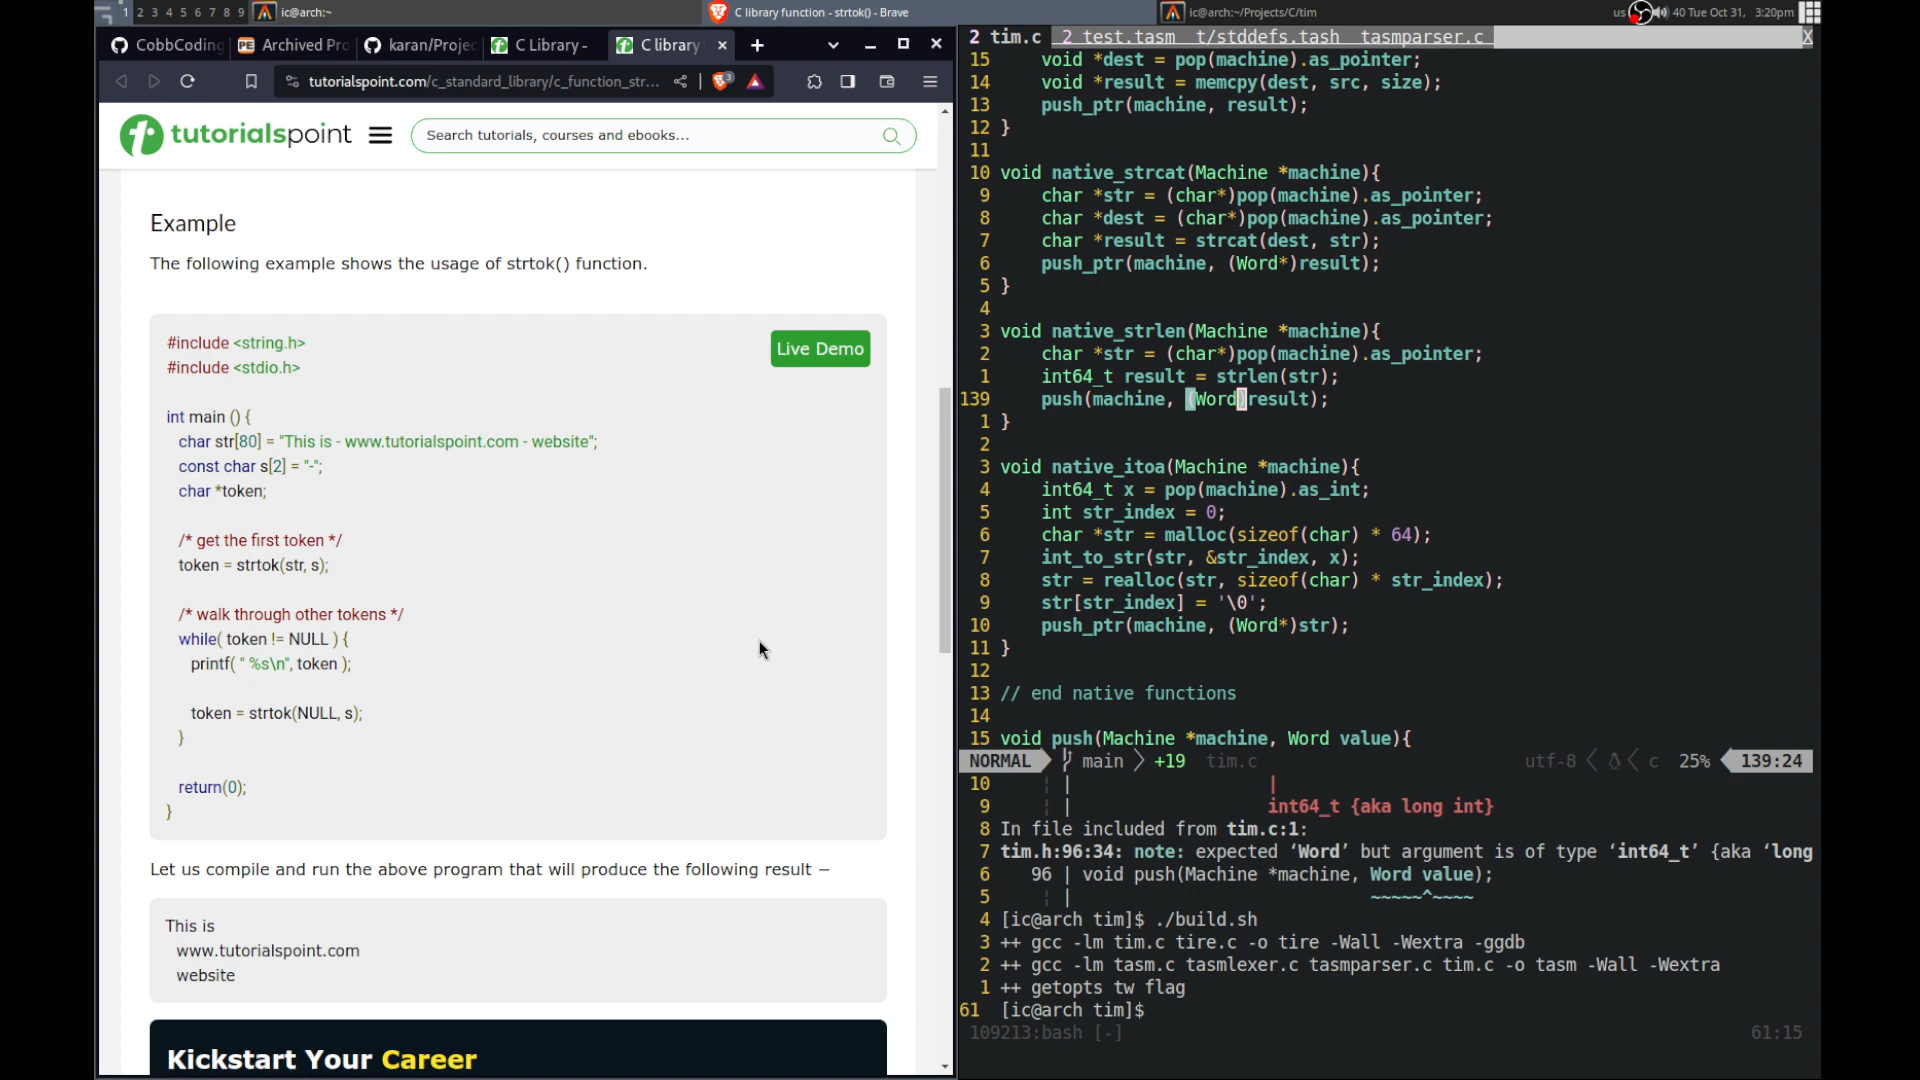 1 2 3 4 5 6 7 8 9 ic@arch:~ C library function - strtok() - Brave ic@arch:~/Projects/C/tim us 40 Tue Oct 31, 3:20pm
CobbCoding Archived Pro karan/Projec C Library - C library
tutorialspoint.com/c_standard_library/c_function_str... 3
tutorialspoint Search tutorials, courses and ebooks...
Example
The following example shows the usage of strtok() function.
Live Demo
#include <string.h>
#include <stdio.h>
int main () {
char str[80] = "This is - www.tutorialspoint.com - website";
const char s[2] = "-";
char *token;
/* get the first token */
token = strtok(str, s);
/* walk through other tokens */
while( token != NULL ) {
printf( " %s\n", token );
token = strtok(NULL, s);
}
return(0);
}
Let us compile and run the above program that will produce the following result −
This is
www.tutorialspoint.com
website
Kickstart Your Career
2 tim.c 2 test.tasm t/stddefs.tash tasmparser.c X
15 void *dest = pop(machine).as_pointer;
14 void *result = memcpy(dest, src, size);
13 push_ptr(machine, result);
12 }
11
10 void native_strcat(Machine *machine){
9 char *str = (char*)pop(machine).as_pointer;
8 char *dest = (char*)pop(machine).as_pointer;
7 char *result = strcat(dest, str);
6 push_ptr(machine, (Word*)result);
5 }
4
3 void native_strlen(Machine *machine){
2 char *str = (char*)pop(machine).as_pointer;
1 int64_t result = strlen(str);
139 push(machine, (Word)result);
1 }
2
3 void native_itoa(Machine *machine){
4 int64_t x = pop(machine).as_int;
5 int str_index = 0;
6 char *str = malloc(sizeof(char) * 64);
7 int_to_str(str, &str_index, x);
8 str = realloc(str, sizeof(char) * str_index);
9 str[str_index] = '\0';
10 push_ptr(machine, (Word*)str);
11 }
12
13 // end native functions
14
15 void push(Machine *machine, Word value){
NORMAL main +19 tim.c utf-8 c 25% 139:24
10 ¦ | |
9 ¦ | int64_t {aka long int}
8 In file included from tim.c:1:
7 tim.h:96:34: note: expected ‘Word’ but argument is of type ‘int64_t’ {aka ‘long
6 96 | void push(Machine *machine, Word value);
5 ¦ | ~~~~~^~~~~
4 [ic@arch tim]$ ./build.sh
3 ++ gcc -lm tim.c tire.c -o tire -Wall -Wextra -ggdb
2 ++ gcc -lm tasm.c tasmlexer.c tasmparser.c tim.c -o tasm -Wall -Wextra
1 ++ getopts tw flag
61 [ic@arch tim]$
109213:bash [-] 61:15